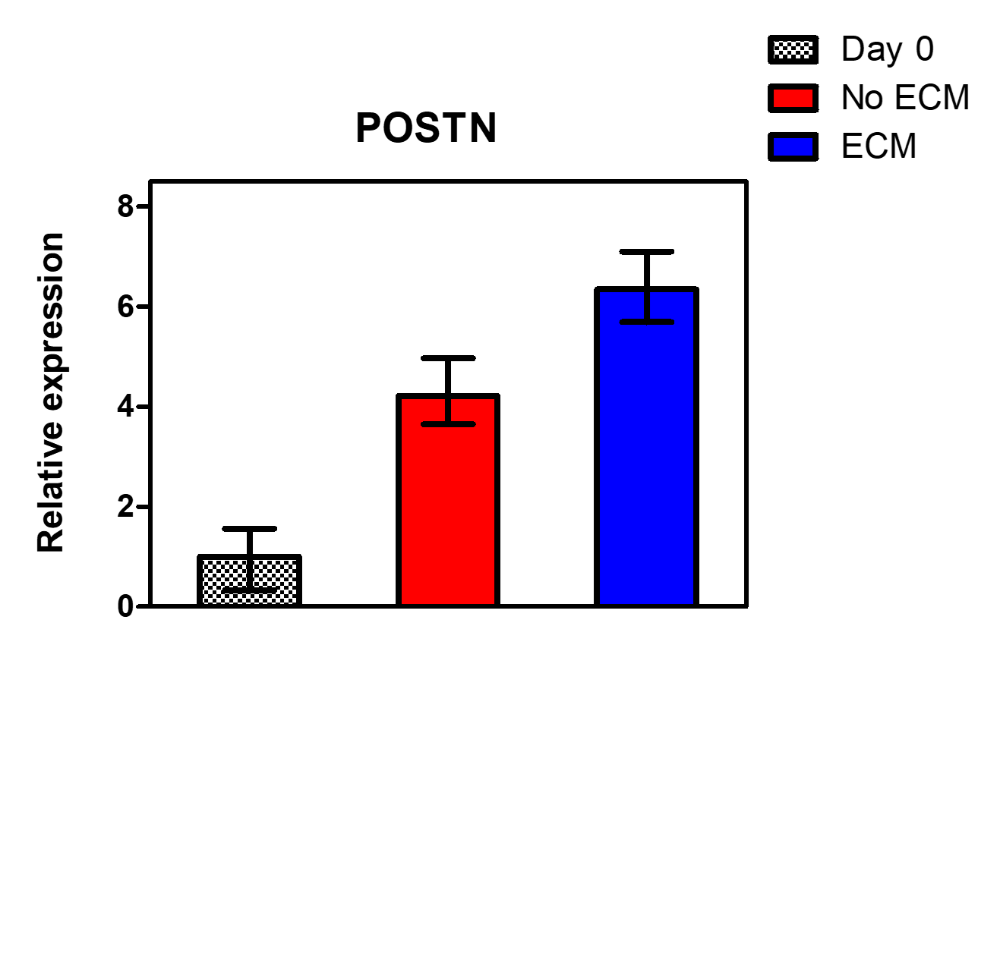 Day 0
No ECM
ECM
POSTN
Relative expression
8
6
4
2
0